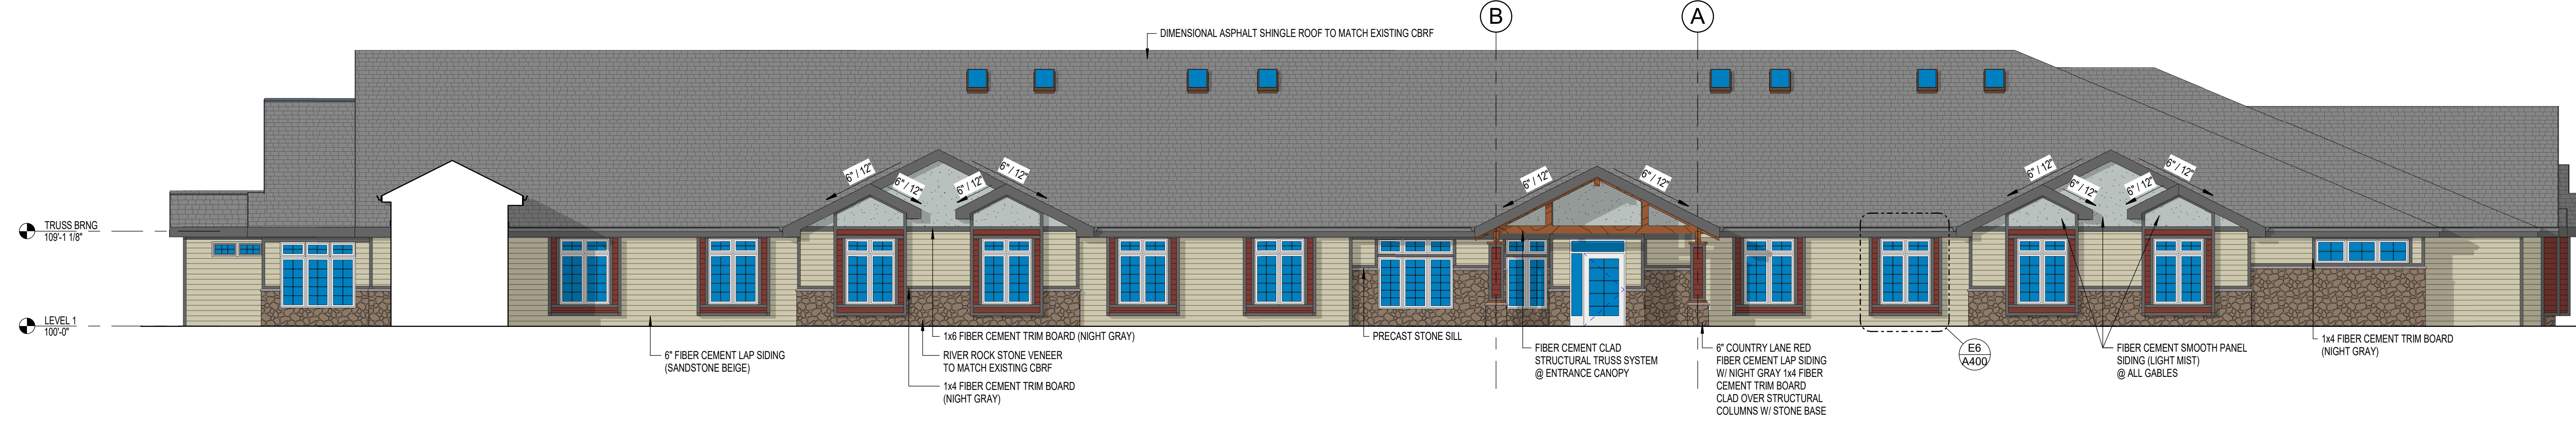 B
A
DIMENSIONAL ASPHALT SHINGLE ROOF TO MATCH EXISTING CBRF
6" / 12"
6" / 12"
6" / 12"
6" / 12"
6" / 12"
6" / 12"
6" / 12"
6" / 12"
6" / 12"
6" / 12"
TRUSS BRNG
109'-1 1/8"
LEVEL 1
100'-0"
6" FIBER CEMENT LAP SIDING
(SANDSTONE BEIGE)
1x6 FIBER CEMENT TRIM BOARD (NIGHT GRAY)
RIVER ROCK STONE VENEER
TO MATCH EXISTING CBRF
1x4 FIBER CEMENT TRIM BOARD
(NIGHT GRAY)
PRECAST STONE SILL
FIBER CEMENT CLAD
STRUCTURAL TRUSS SYSTEM
@ ENTRANCE CANOPY
6" COUNTRY LANE RED
FIBER CEMENT LAP SIDING
W/ NIGHT GRAY 1x4 FIBER
CEMENT TRIM BOARD
CLAD OVER STRUCTURAL
COLUMNS W/ STONE BASE
E6
A400
FIBER CEMENT SMOOTH PANEL
SIDING (LIGHT MIST)
@ ALL GABLES
1x4 FIBER CEMENT TRIM BOARD
(NIGHT GRAY)